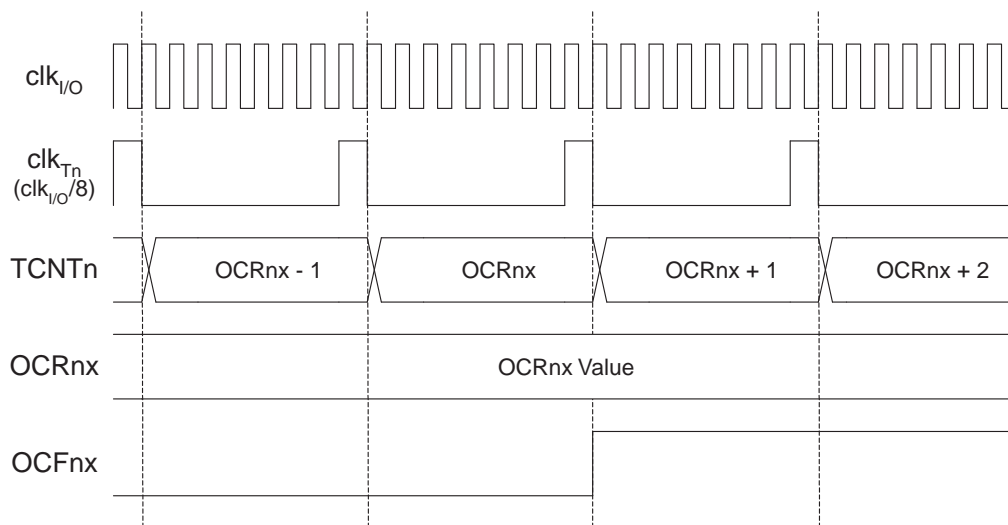 clkI/O
clkTn
(clkI/O/8)
TCNTn
OCRnx - 1
OCRnx
OCRnx + 1
OCRnx + 2
OCRnx
OCRnx Value
OCFnx